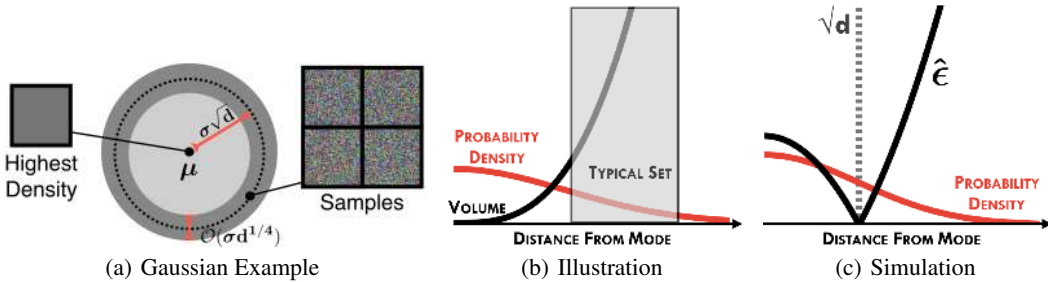 Highest
Density
μ
σ√d
O(σd^{1/4})
Samples
(a) Gaussian Example
PROBABILITY
DENSITY
VOLUME
TYPICAL SET
DISTANCE FROM MODE
(b) Illustration
√d
ε̂
PROBABILITY
DENSITY
DISTANCE FROM MODE
(c) Simulation